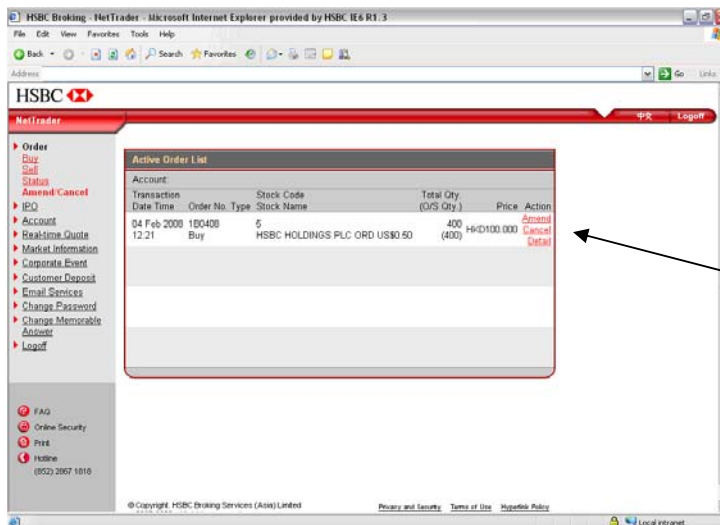 HSBC Broking - NetTrader - Microsoft Internet Explorer provided by HSBC IE6 R1.3
File Edit View Favorites Tools Help
Back Search Favorites
Address Go Links
HSBC
NetTrader 中文 Logoff
Order
Buy
Sell
Status
Amend/Cancel
IPO
Account
Real-time Quote
Market Information
Corporate Event
Customer Deposit
Email Services
Change Password
Change Memorable
Answer
Logoff
Active Order List
Account:
Transaction Stock Code Total Qty.
Date Time Order No. Type Stock Name (O/S Qty.) Price Action
04 Feb 2008 1B0408 5 400 HKD100.000 Amend
12:21 Buy HSBC HOLDINGS PLC ORD US$0.50 (400) Cancel
Detail
FAQ
Online Security
Print
Hotline
(852) 2867 1818
© Copyright. HSBC Broking Services (Asia) Limited Privacy and Security Terms of Use Hyperlink Policy
Local intranet